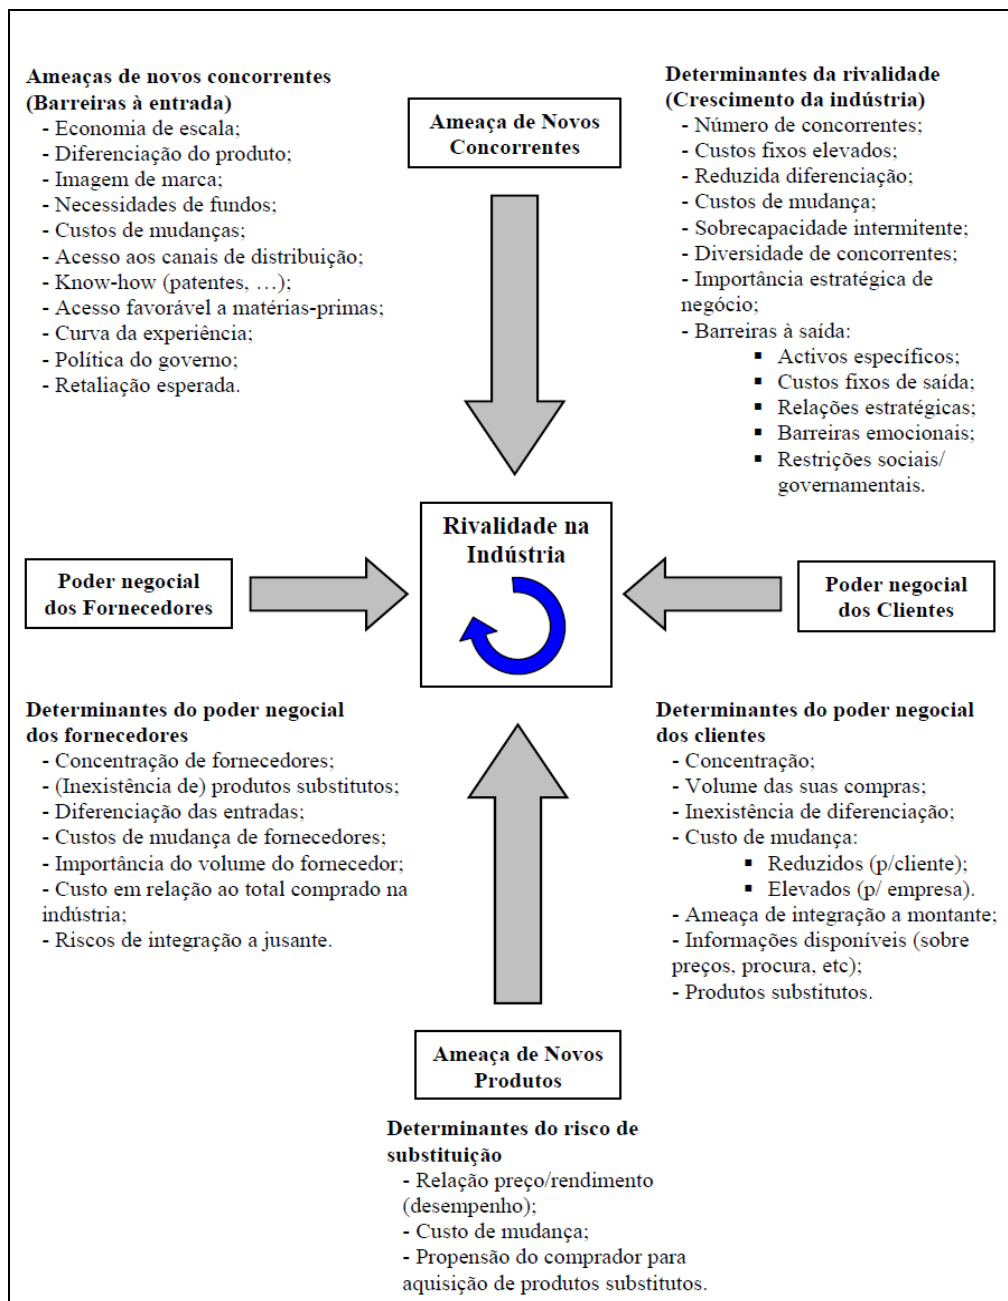 Ameaças de novos concorrentes
(Barreiras à entrada)
- Economia de escala;
- Diferenciação do produto;
- Imagem de marca;
- Necessidades de fundos;
- Custos de mudanças;
- Acesso aos canais de distribuição;
- Know-how (patentes, …);
- Acesso favorável a matérias-primas;
- Curva da experiência;
- Política do governo;
- Retaliação esperada.
Ameaça de Novos
Concorrentes
Determinantes da rivalidade
(Crescimento da indústria)
- Número de concorrentes;
- Custos fixos elevados;
- Reduzida diferenciação;
- Custos de mudança;
- Sobrecapacidade intermitente;
- Diversidade de concorrentes;
- Importância estratégica de
negócio;
- Barreiras à saída:
▪ Activos específicos;
▪ Custos fixos de saída;
▪ Relações estratégicas;
▪ Barreiras emocionais;
▪ Restrições sociais/
governamentais.
Poder negocial
dos Fornecedores
Rivalidade na
Indústria
Poder negocial
dos Clientes
Determinantes do poder negocial
dos fornecedores
- Concentração de fornecedores;
- (Inexistência de) produtos substitutos;
- Diferenciação das entradas;
- Custos de mudança de fornecedores;
- Importância do volume do fornecedor;
- Custo em relação ao total comprado na
indústria;
- Riscos de integração a jusante.
Determinantes do poder negocial
dos clientes
- Concentração;
- Volume das suas compras;
- Inexistência de diferenciação;
- Custo de mudança:
▪ Reduzidos (p/cliente);
▪ Elevados (p/ empresa).
- Ameaça de integração a montante;
- Informações disponíveis (sobre
preços, procura, etc);
- Produtos substitutos.
Ameaça de Novos
Produtos
Determinantes do risco de
substituição
- Relação preço/rendimento
(desempenho);
- Custo de mudança;
- Propensão do comprador para
aquisição de produtos substitutos.